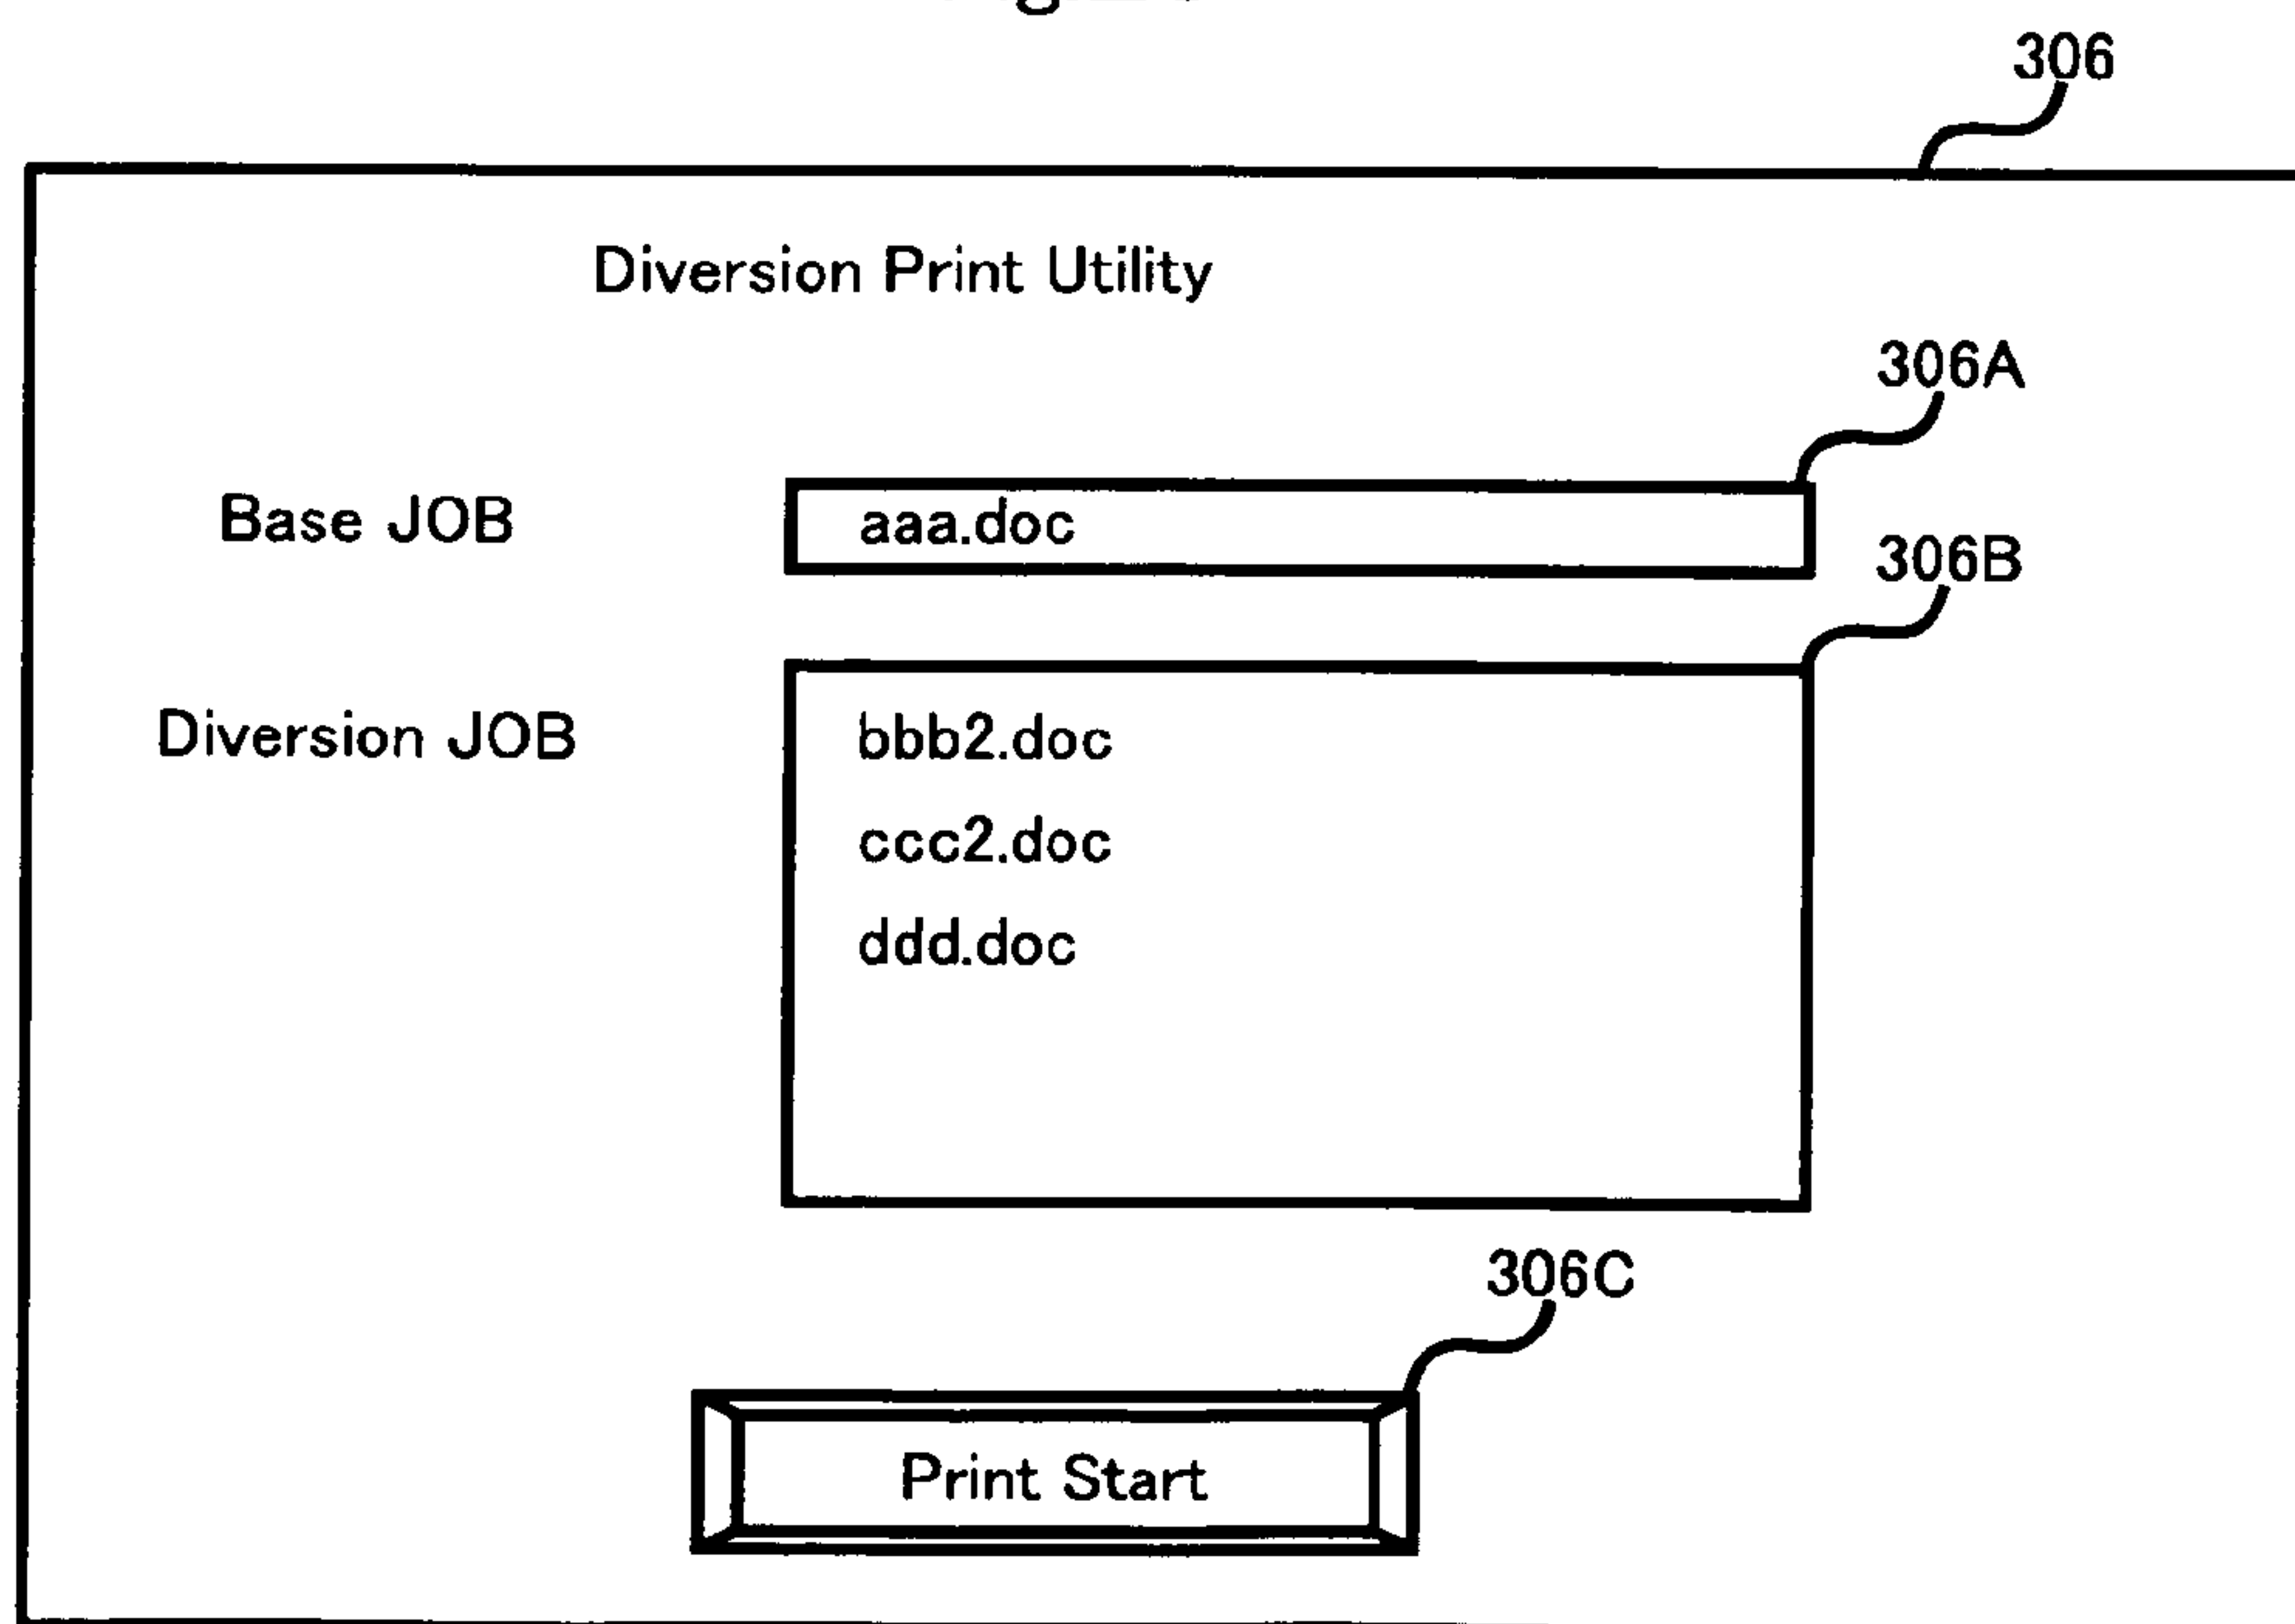 306
Diversion Print Utility
306A
Base JOB aaa.doc
306B
Diversion JOB bbb2.doc
ccc2.doc
ddd.doc
306C
Print Start